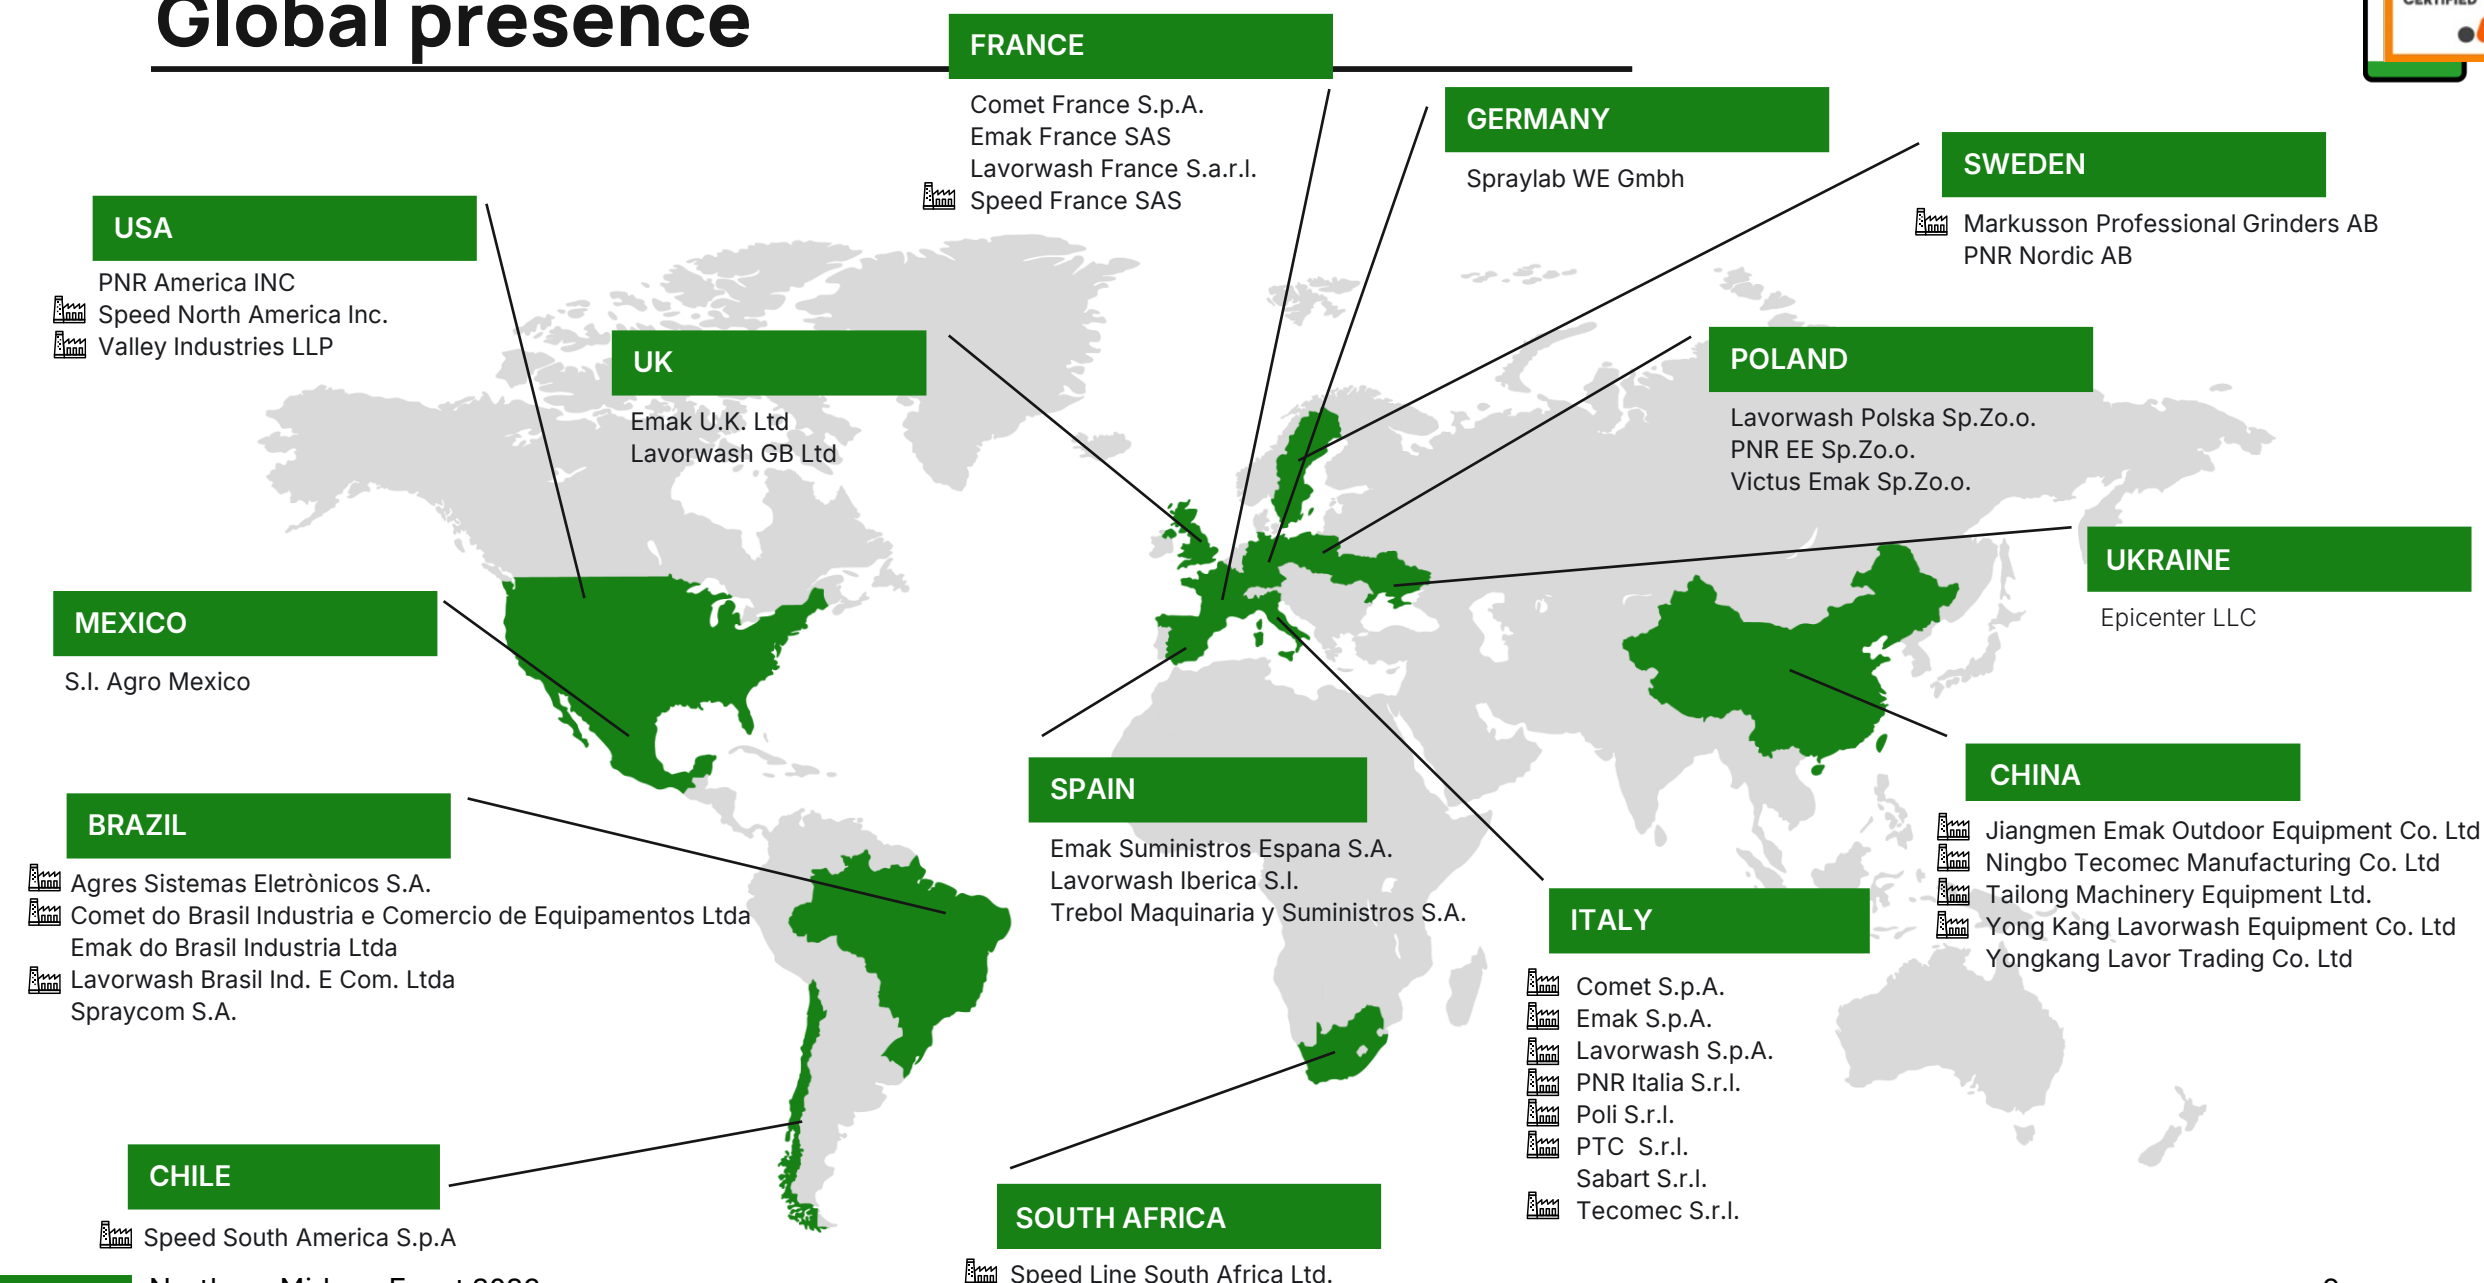 Global presence
CERTIFIED
FRANCE
Comet France S.p.A.
Emak France SAS
Lavorwash France S.a.r.l.
Speed France SAS
GERMANY
Spraylab WE Gmbh
SWEDEN
Markusson Professional Grinders AB
PNR Nordic AB
USA
PNR America INC
Speed North America Inc.
Valley Industries LLP
UK
Emak U.K. Ltd
Lavorwash GB Ltd
POLAND
Lavorwash Polska Sp.Zo.o.
PNR EE Sp.Zo.o.
Victus Emak Sp.Zo.o.
UKRAINE
Epicenter LLC
MEXICO
S.I. Agro Mexico
SPAIN
Emak Suministros Espana S.A.
Lavorwash Iberica S.I.
Trebol Maquinaria y Suministros S.A.
CHINA
Jiangmen Emak Outdoor Equipment Co. Ltd
Ningbo Tecomec Manufacturing Co. Ltd
Tailong Machinery Equipment Ltd.
Yong Kang Lavorwash Equipment Co. Ltd
Yongkang Lavor Trading Co. Ltd
BRAZIL
Agres Sistemas Eletrònicos S.A.
Comet do Brasil Industria e Comercio de Equipamentos Ltda
Emak do Brasil Industria Ltda
Lavorwash Brasil Ind. E Com. Ltda
Spraycom S.A.
ITALY
Comet S.p.A.
Emak S.p.A.
Lavorwash S.p.A.
PNR Italia S.r.l.
Poli S.r.l.
PTC S.r.l.
Sabart S.r.l.
Tecomec S.r.l.
CHILE
Speed South America S.p.A
SOUTH AFRICA
Speed Line South Africa Ltd.